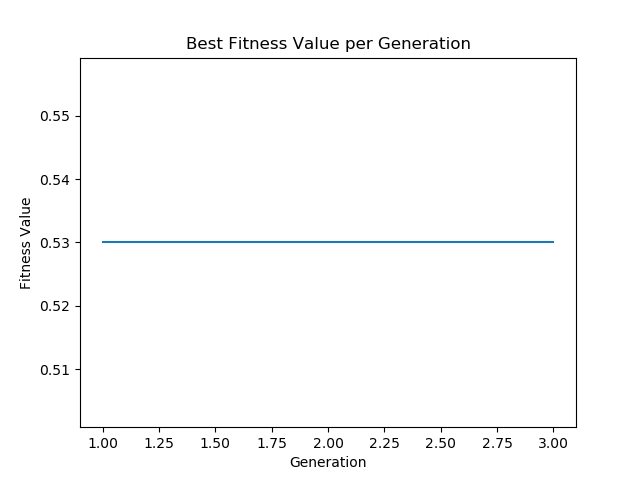 Best Fitness Value per Generation
Fitness Value
0.55
0.54
0.53
0.52
0.51
1.00 1.25 1.50 1.75 2.00 2.25 2.50 2.75 3.00
Generation